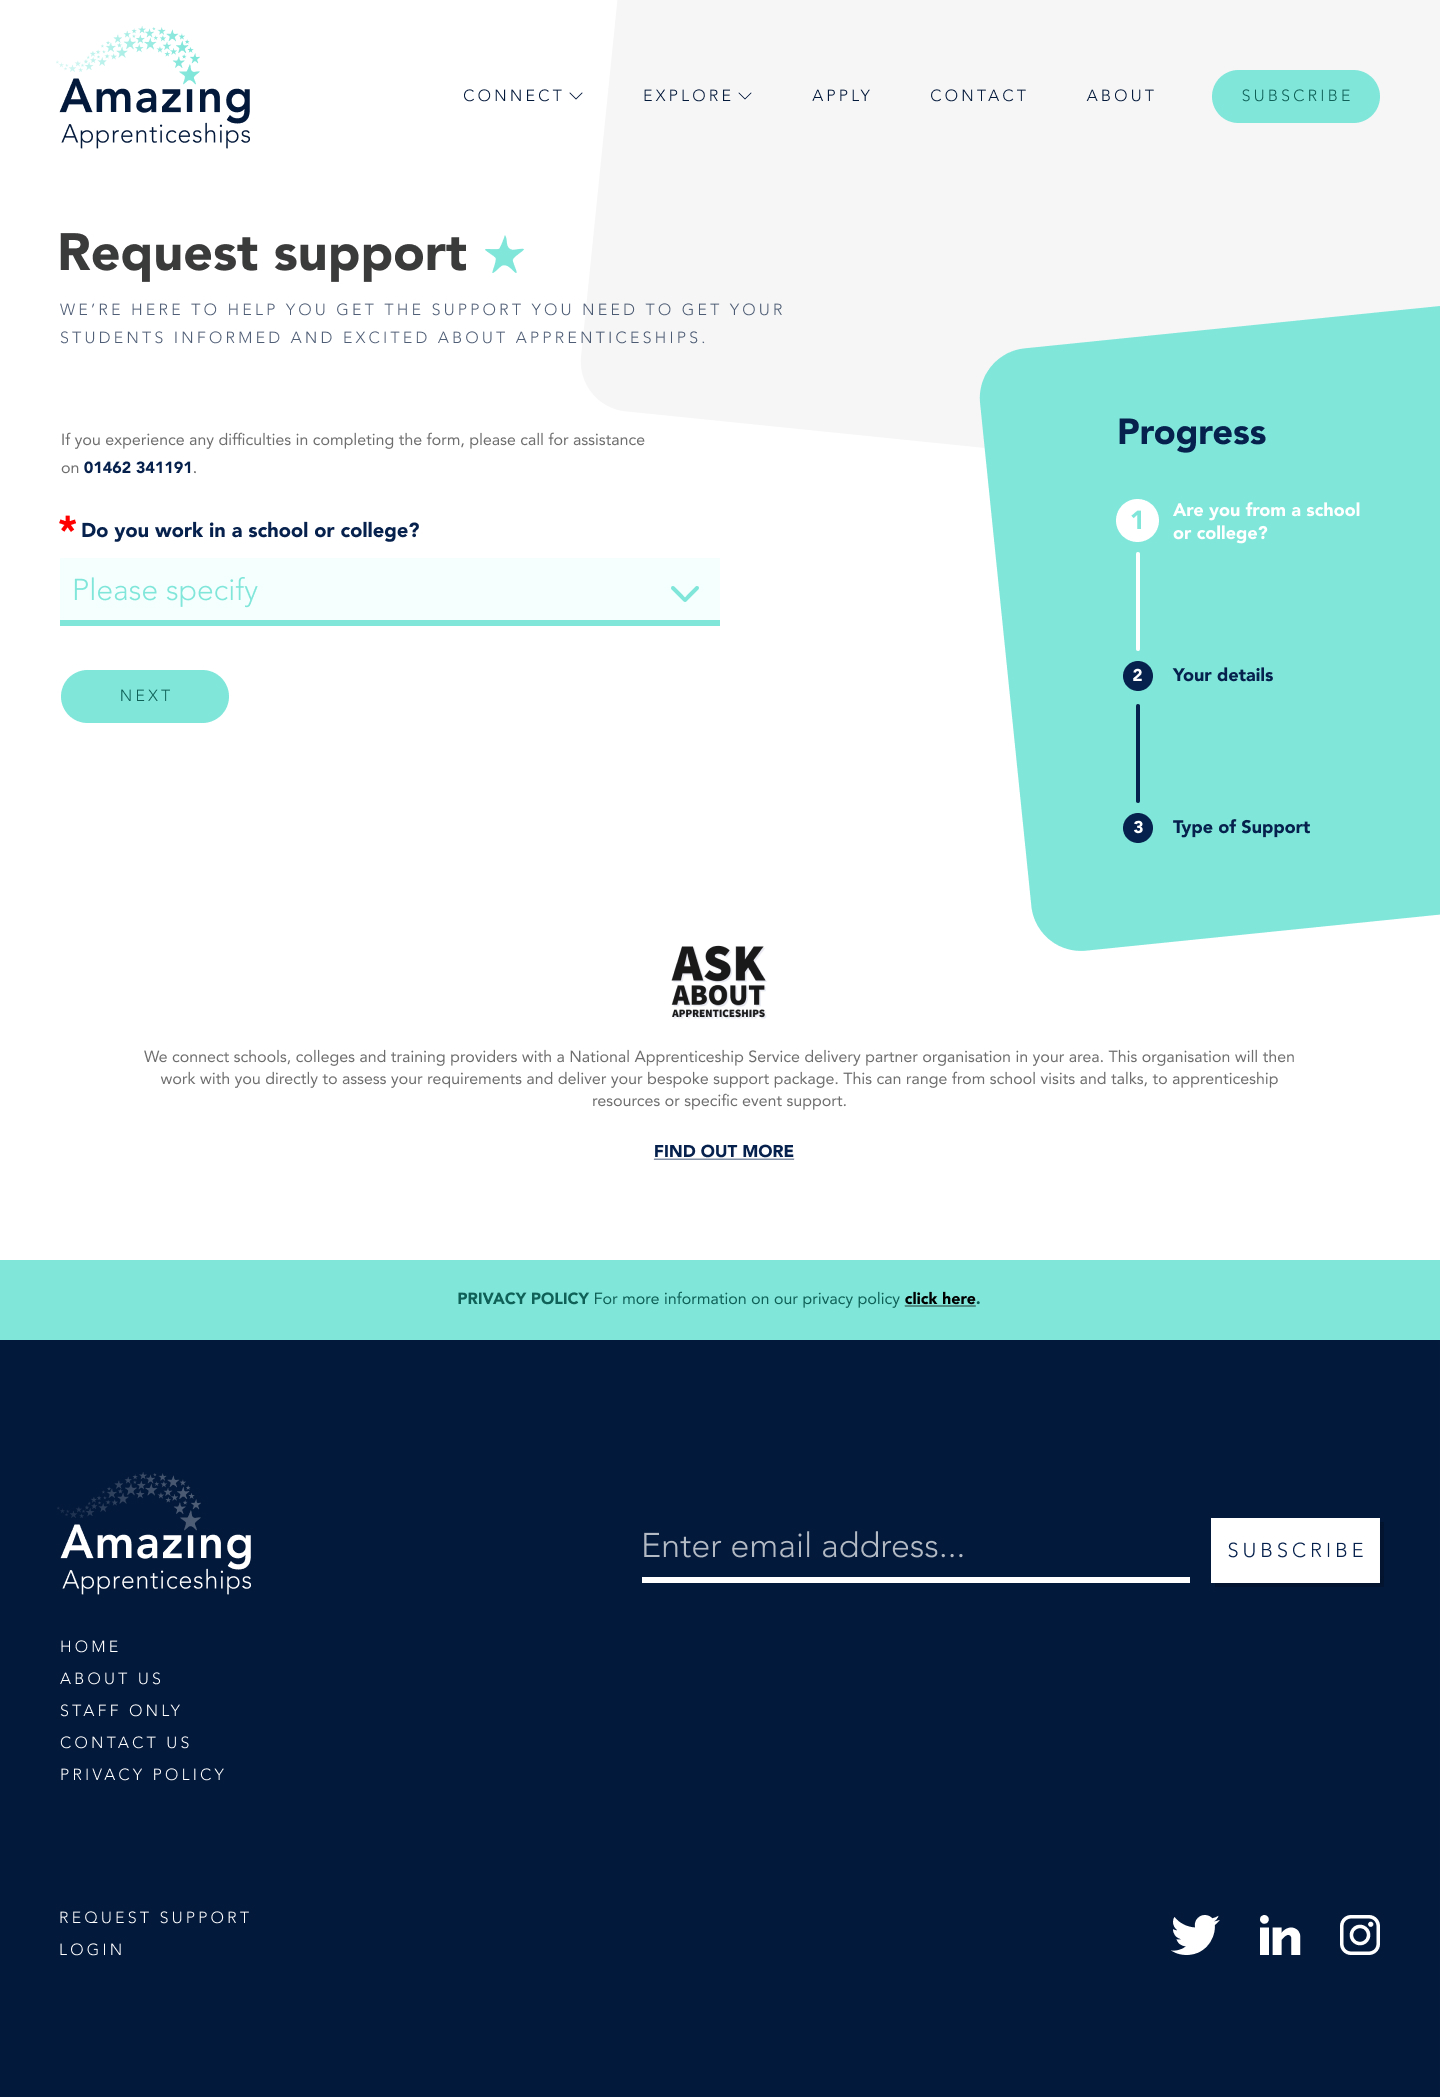 Amazing
Apprenticeships
CONNECT
EXPLORE
APPLY
CONTACT
ABOUT
SUBSCRIBE
Request support
WE’RE HERE TO HELP YOU GET THE SUPPORT YOU NEED TO GET YOUR
STUDENTS INFORMED AND EXCITED ABOUT APPRENTICESHIPS.
If you experience any difficulties in completing the form, please call for assistance
on 01462 341191.
* Do you work in a school or college?
Please specify
NEXT
Progress
1 Are you from a school
or college?
2 Your details
3 Type of Support
ASK
ABOUT
APPRENTICESHIPS
We connect schools, colleges and training providers with a National Apprenticeship Service delivery partner organisation in your area. This organisation will then
work with you directly to assess your requirements and deliver your bespoke support package. This can range from school visits and talks, to apprenticeship
resources or specific event support.
FIND OUT MORE
PRIVACY POLICY For more information on our privacy policy click here.
Amazing
Apprenticeships
Enter email address...
SUBSCRIBE
HOME
ABOUT US
STAFF ONLY
CONTACT US
PRIVACY POLICY
REQUEST SUPPORT
LOGIN
in